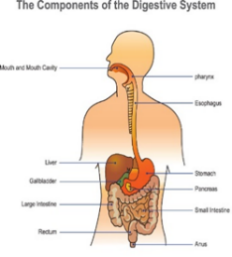 The Components of the Digestive System
Mouth and Mouth Cavity
pharynx
Esophagus
Liver
Stomach
Gallbladder
Pancreas
Large Intestine
Small Intestine
Rectum
Anus